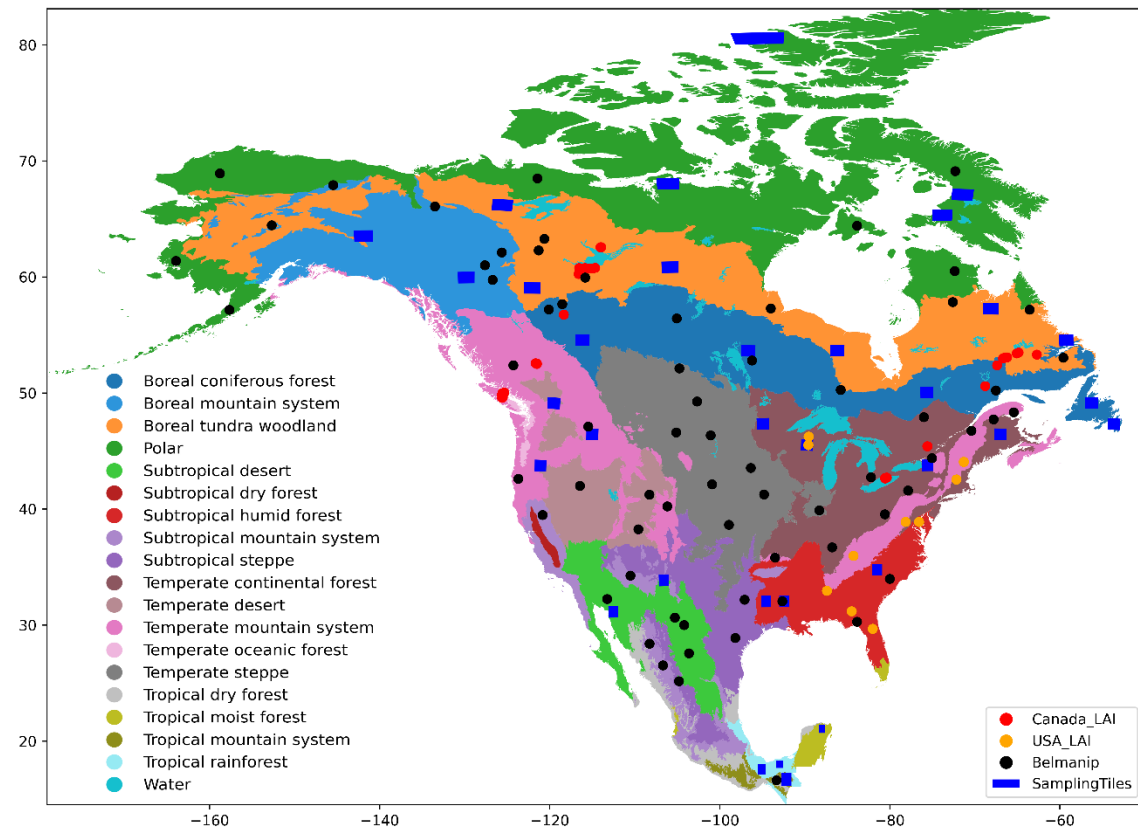 80
70
60
50
40
30
20
Boreal coniferous forest
Boreal mountain system
Boreal tundra woodland
Polar
Subtropical desert
Subtropical dry forest
Subtropical humid forest
Subtropical mountain system
Subtropical steppe
Temperate continental forest
Temperate desert
Temperate mountain system
Temperate oceanic forest
Temperate steppe
Tropical dry forest
Tropical moist forest
Tropical mountain system
Tropical rainforest
Water
Canada_LAI
USA_LAI
Belmanip
SamplingTiles
−160 −140 −120 −100 −80 −60